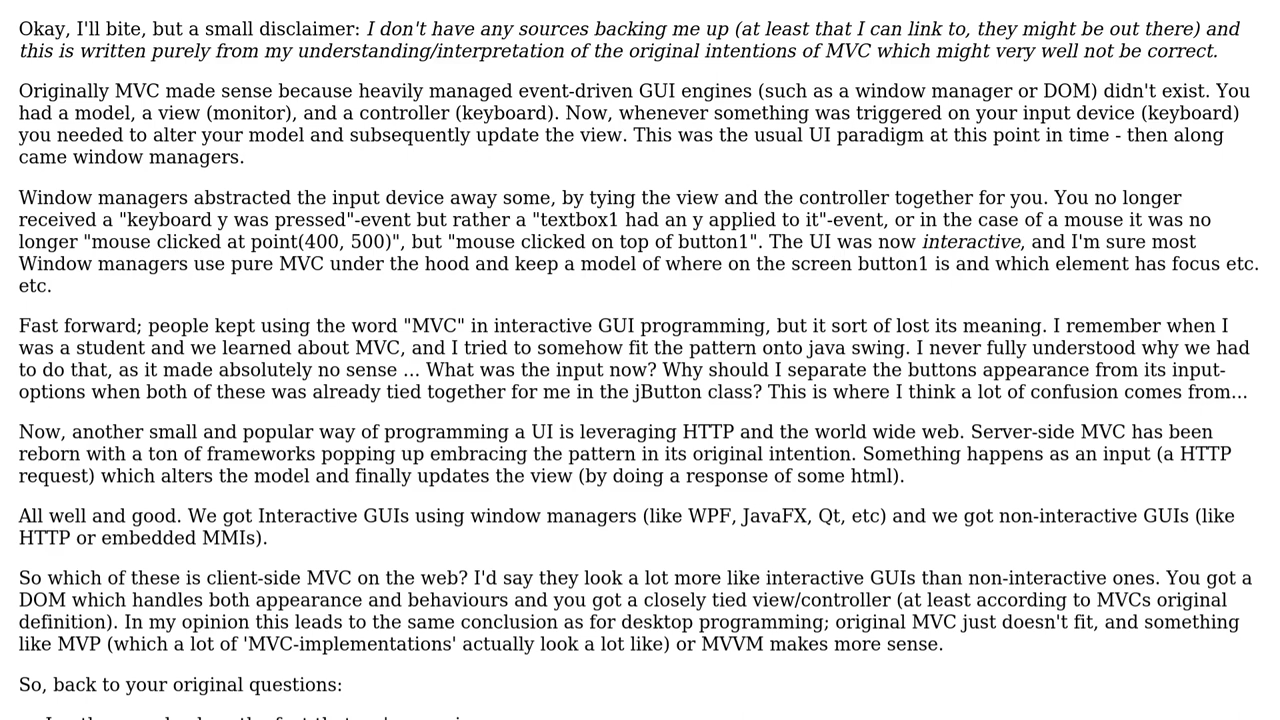 Okay, I'll bite, but a small disclaimer: I don't have any sources backing me up (at least that I can link to, they might be out there) and
this is written purely from my understanding/interpretation of the original intentions of MVC which might very well not be correct.
Originally MVC made sense because heavily managed event-driven GUI engines (such as a window manager or DOM) didn't exist. You
had a model, a view (monitor), and a controller (keyboard). Now, whenever something was triggered on your input device (keyboard)
you needed to alter your model and subsequently update the view. This was the usual UI paradigm at this point in time - then along
came window managers.
Window managers abstracted the input device away some, by tying the view and the controller together for you. You no longer
received a "keyboard y was pressed"-event but rather a "textbox1 had an y applied to it"-event, or in the case of a mouse it was no
longer "mouse clicked at point(400, 500)", but "mouse clicked on top of button1". The UI was now interactive, and I'm sure most
Window managers use pure MVC under the hood and keep a model of where on the screen button1 is and which element has focus etc.
etc.
Fast forward; people kept using the word "MVC" in interactive GUI programming, but it sort of lost its meaning. I remember when I
was a student and we learned about MVC, and I tried to somehow fit the pattern onto java swing. I never fully understood why we had
to do that, as it made absolutely no sense ... What was the input now? Why should I separate the buttons appearance from its input-
options when both of these was already tied together for me in the jButton class? This is where I think a lot of confusion comes from...
Now, another small and popular way of programming a UI is leveraging HTTP and the world wide web. Server-side MVC has been
reborn with a ton of frameworks popping up embracing the pattern in its original intention. Something happens as an input (a HTTP
request) which alters the model and finally updates the view (by doing a response of some html).
All well and good. We got Interactive GUIs using window managers (like WPF, JavaFX, Qt, etc) and we got non-interactive GUIs (like
HTTP or embedded MMIs).
So which of these is client-side MVC on the web? I'd say they look a lot more like interactive GUIs than non-interactive ones. You got a
DOM which handles both appearance and behaviours and you got a closely tied view/controller (at least according to MVCs original
definition). In my opinion this leads to the same conclusion as for desktop programming; original MVC just doesn't fit, and something
like MVP (which a lot of 'MVC-implementations' actually look a lot like) or MVVM makes more sense.
So, back to your original questions: